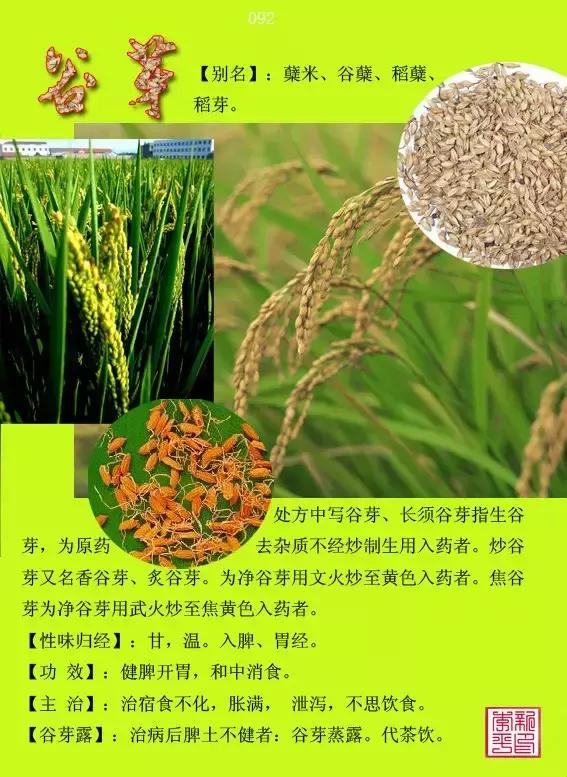 092
谷芽
【别名】：蘖米、谷蘖、稻蘖、
稻芽。
处方中写谷芽、长须谷芽指生谷
芽，为原药 去杂质不经炒制生用入药者。炒谷
芽又名香谷芽、炙谷芽。为净谷芽用文火炒至黄色入药者。焦谷
芽为净谷芽用武火炒至焦黄色入药者。
【性味归经】：甘，温。入脾、胃经。
【功 效】：健脾开胃，和中消食。
【主 治】：治宿食不化，胀满， 泄泻，不思饮食。
【谷芽露】：治病后脾土不健者：谷芽蒸露。代茶饮。